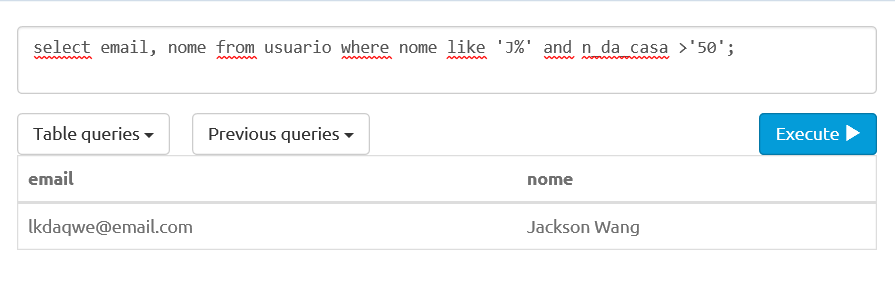 select email, nome from usuario where nome like 'J%' and n_da_casa >'50';
Table queries Previous queries Execute
email nome
lkdaqwe@email.com Jackson Wang